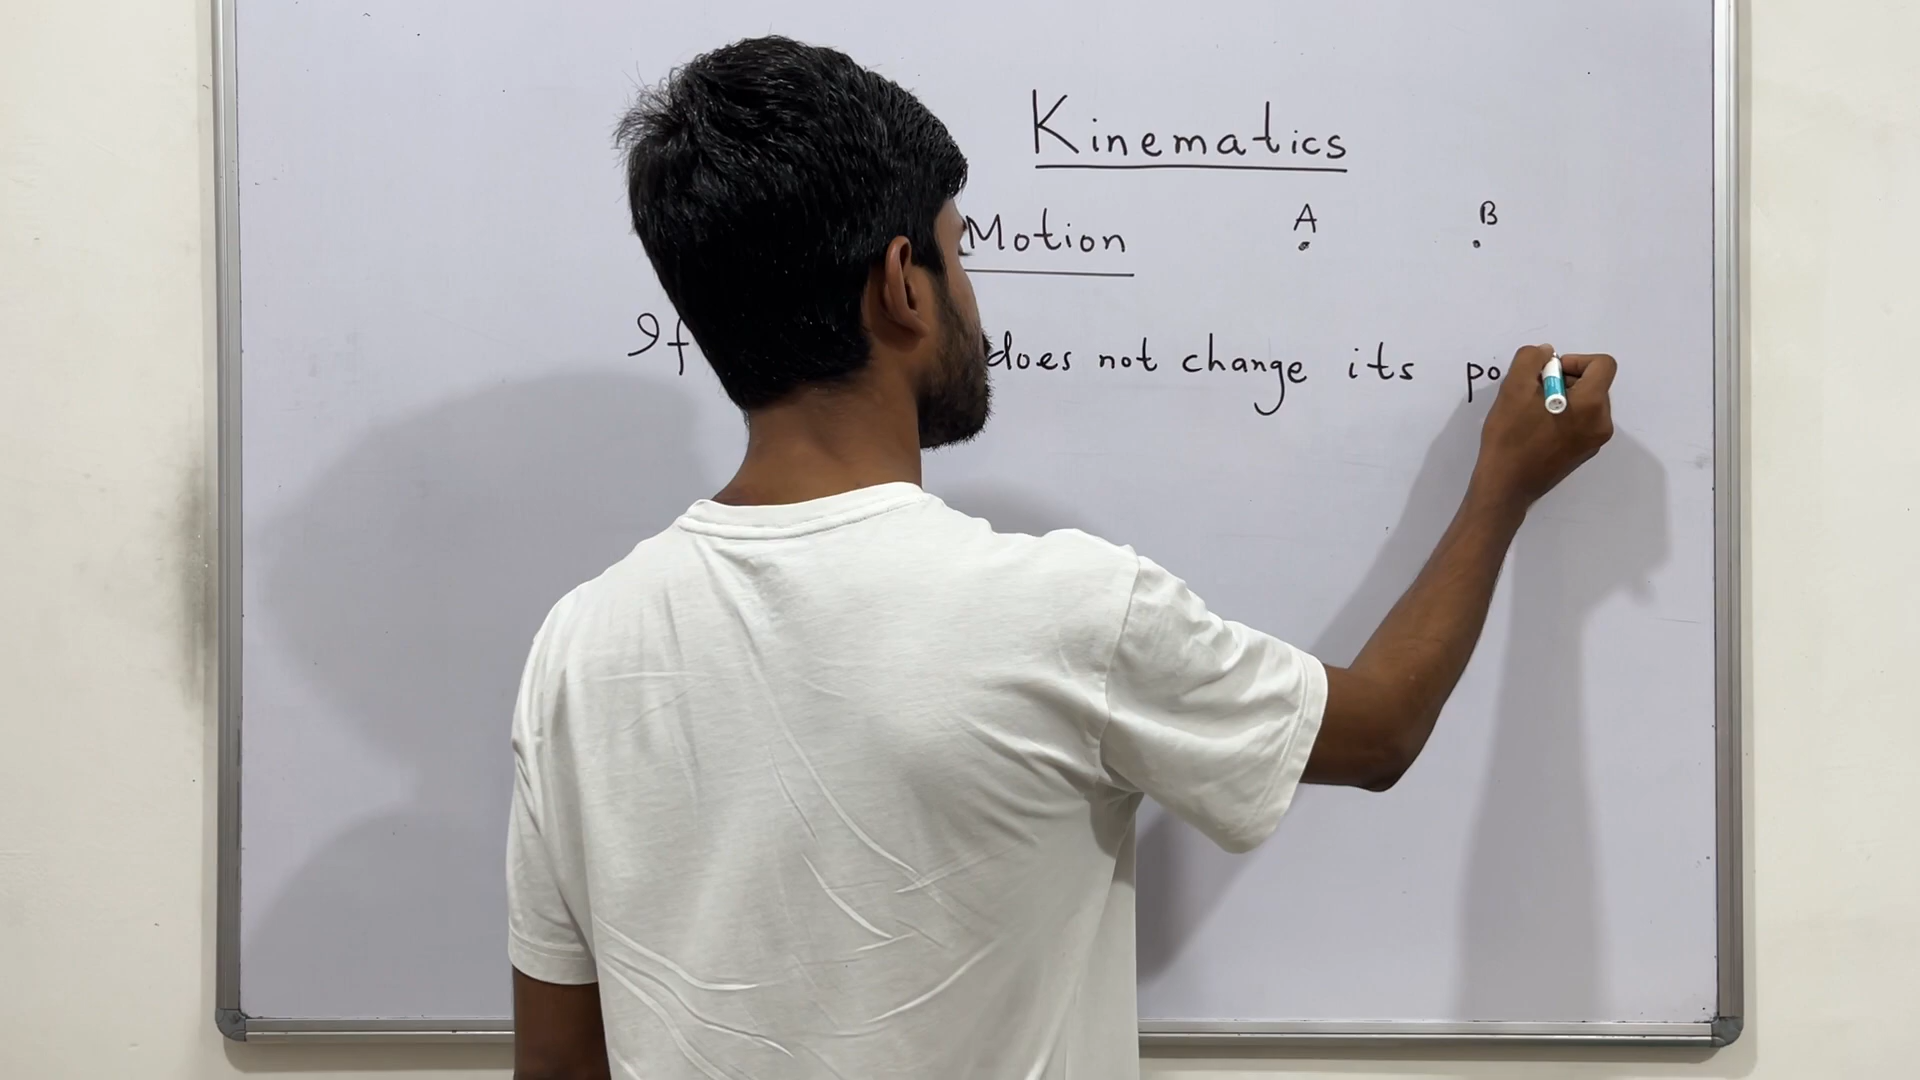 Kinematics
Motion
A B
If does not change its po